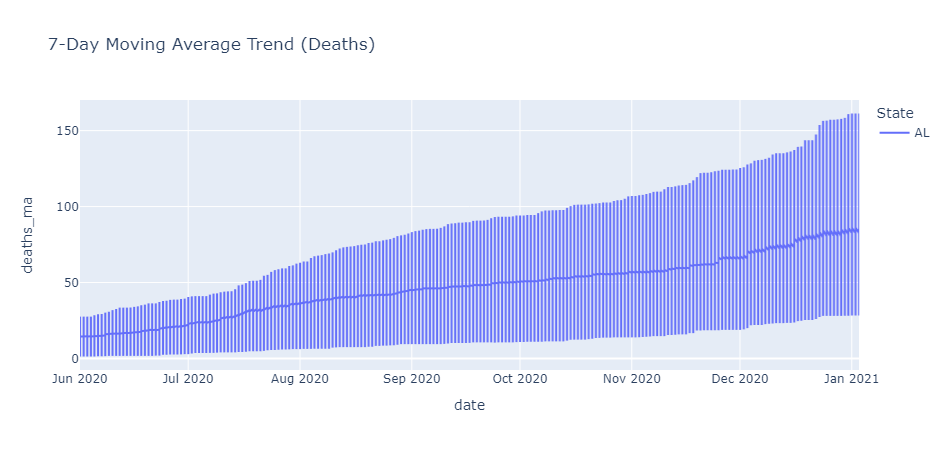 7-Day Moving Average Trend (Deaths)
State
AL
deaths_ma
150
100
50
0
Jun 2020 Jul 2020 Aug 2020 Sep 2020 Oct 2020 Nov 2020 Dec 2020 Jan 2021
date